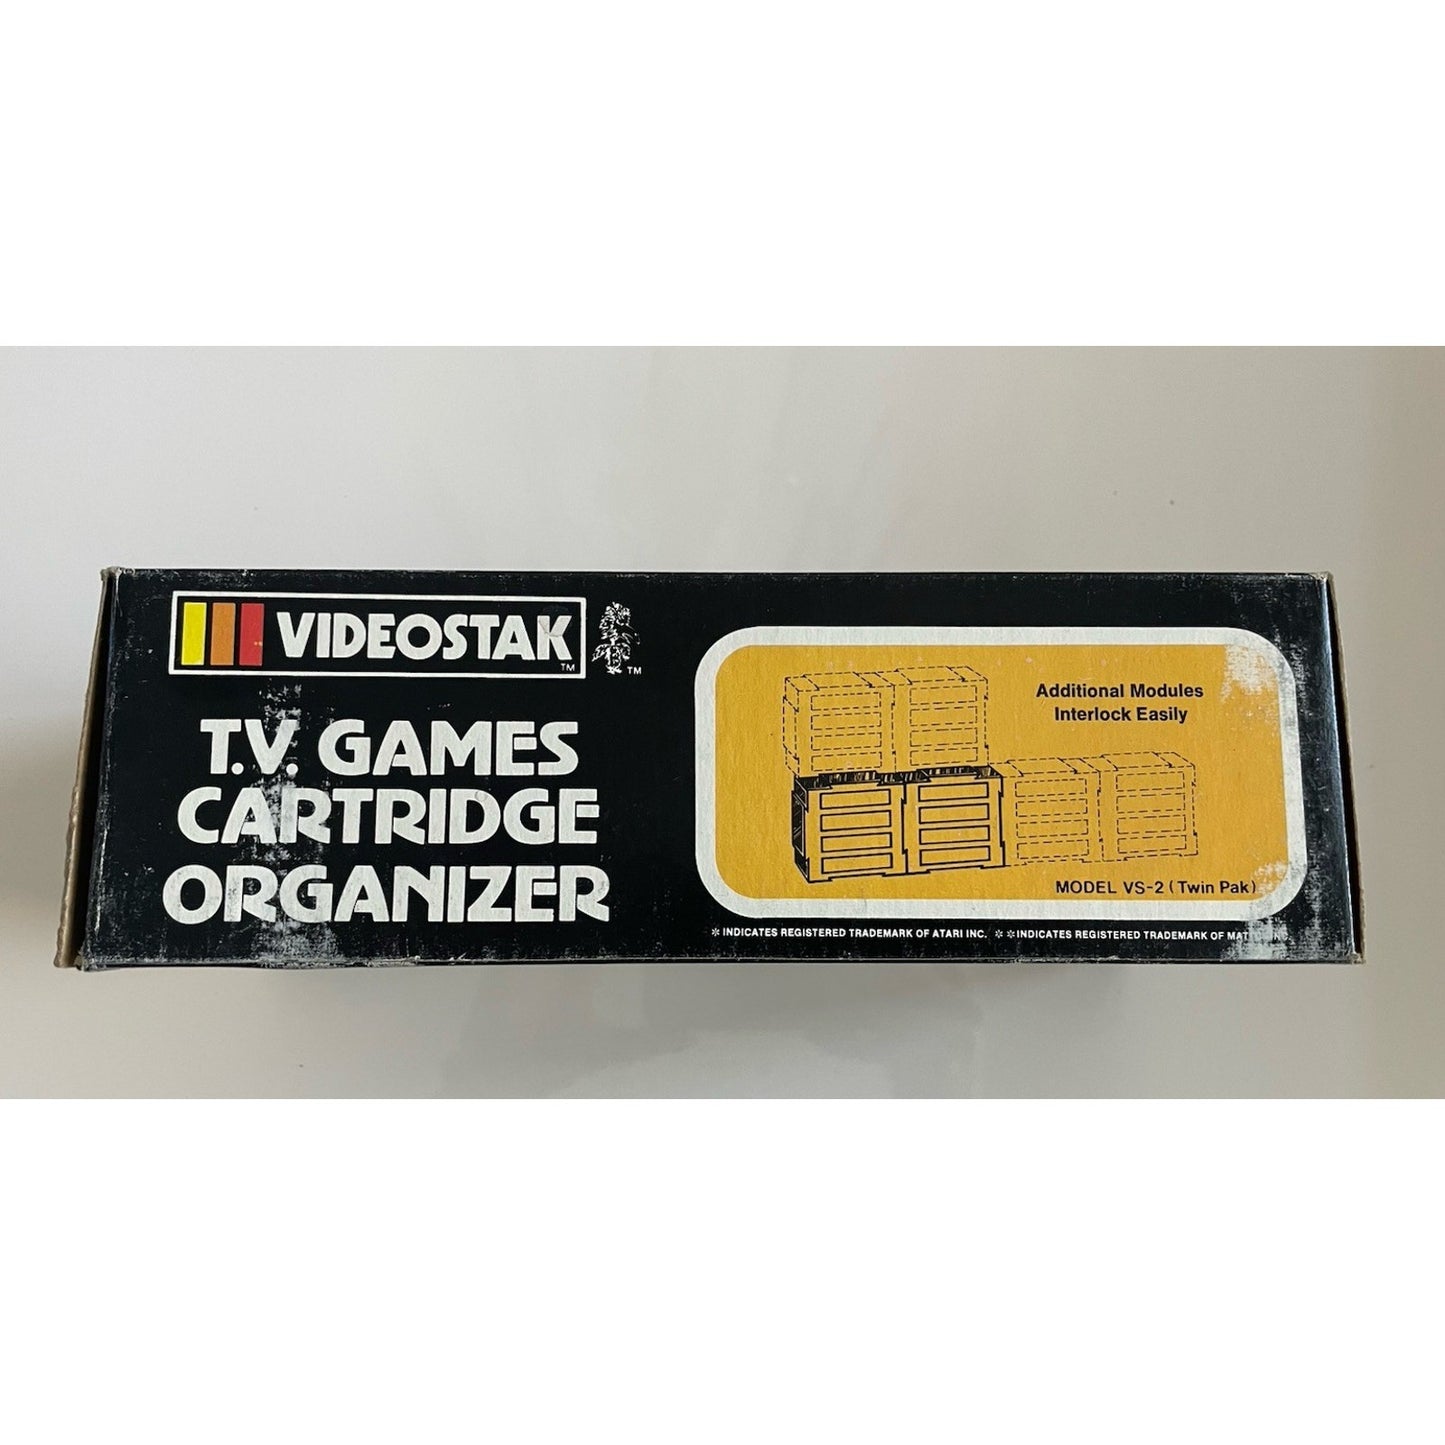 VIDEOSTAK TM
TM
T.V. GAMES
CARTRIDGE
ORGANIZER
Additional Modules
Interlock Easily
MODEL VS-2 (Twin Pak)
* INDICATES REGISTERED TRADEMARK OF ATARI INC. * * INDICATES REGISTERED TRADEMARK OF